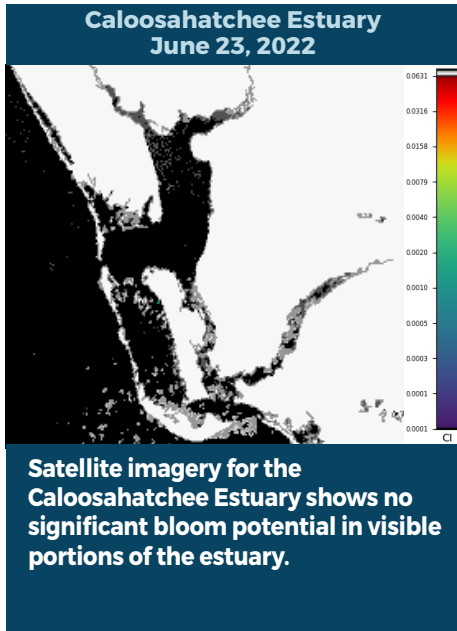 Caloosahatchee Estuary
June 23, 2022
0.0631
0.0316
0.0158
0.0079
0.0040
0.0020
0.0010
0.0005
0.0003
0.0001
0.0001
CI
Satellite imagery for the
Caloosahatchee Estuary shows no
significant bloom potential in visible
portions of the estuary.